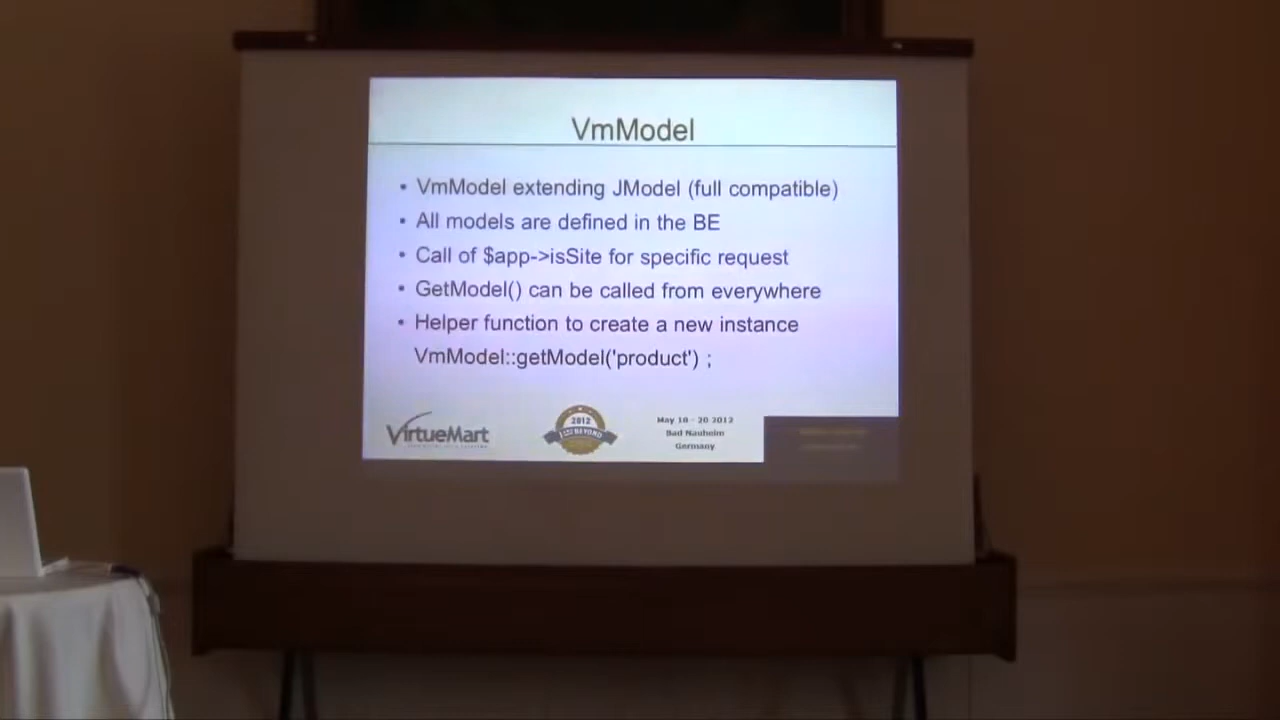 VmModel
• VmModel extending JModel (full compatible)
• All models are defined in the BE
• Call of $app->isSite for specific request
• GetModel() can be called from everywhere
• Helper function to create a new instance
VmModel::getModel('product') ;
VirtueMart
2012
BEYOND
May 18 - 20 2012
Bad Nauheim
Germany